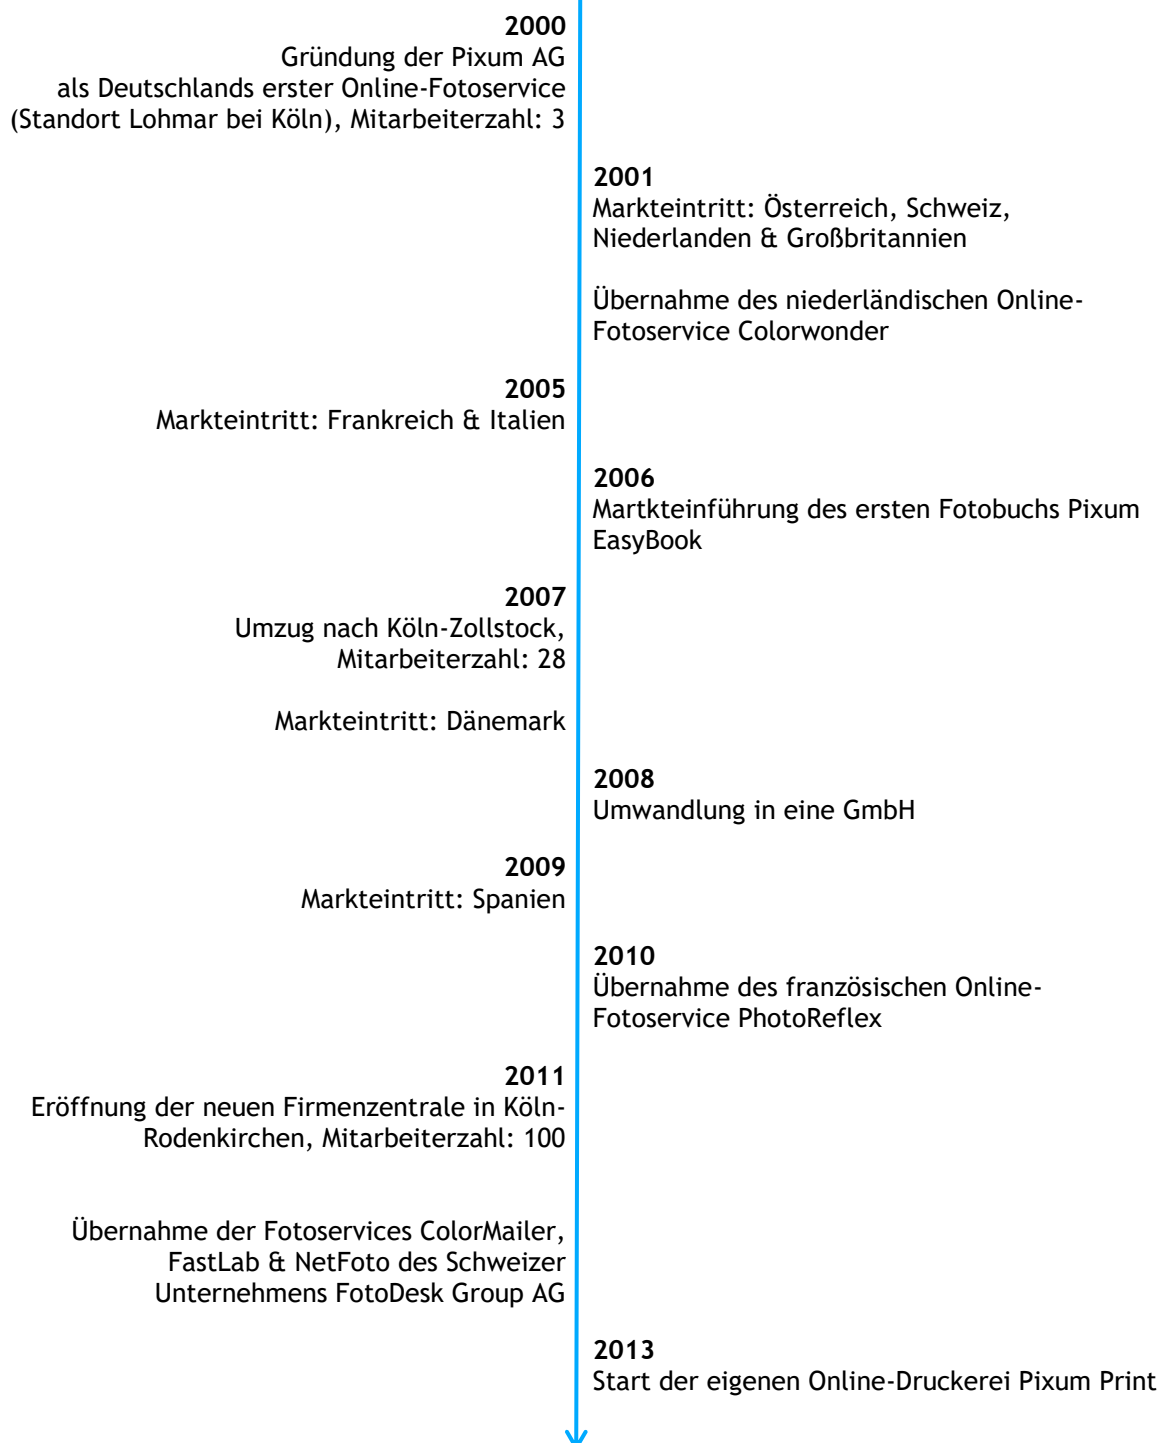 2000
Gründung der Pixum AG
als Deutschlands erster Online-Fotoservice
(Standort Lohmar bei Köln), Mitarbeiterzahl: 3
2001
Markteintritt: Österreich, Schweiz,
Niederlanden & Großbritannien
Übernahme des niederländischen Online-
Fotoservice Colorwonder
2005
Markteintritt: Frankreich & Italien
2006
Martkteinführung des ersten Fotobuchs Pixum
EasyBook
2007
Umzug nach Köln-Zollstock,
Mitarbeiterzahl: 28
Markteintritt: Dänemark
2008
Umwandlung in eine GmbH
2009
Markteintritt: Spanien
2010
Übernahme des französischen Online-
Fotoservice PhotoReflex
2011
Eröffnung der neuen Firmenzentrale in Köln-
Rodenkirchen, Mitarbeiterzahl: 100
Übernahme der Fotoservices ColorMailer,
FastLab & NetFoto des Schweizer
Unternehmens FotoDesk Group AG
2013
Start der eigenen Online-Druckerei Pixum Print